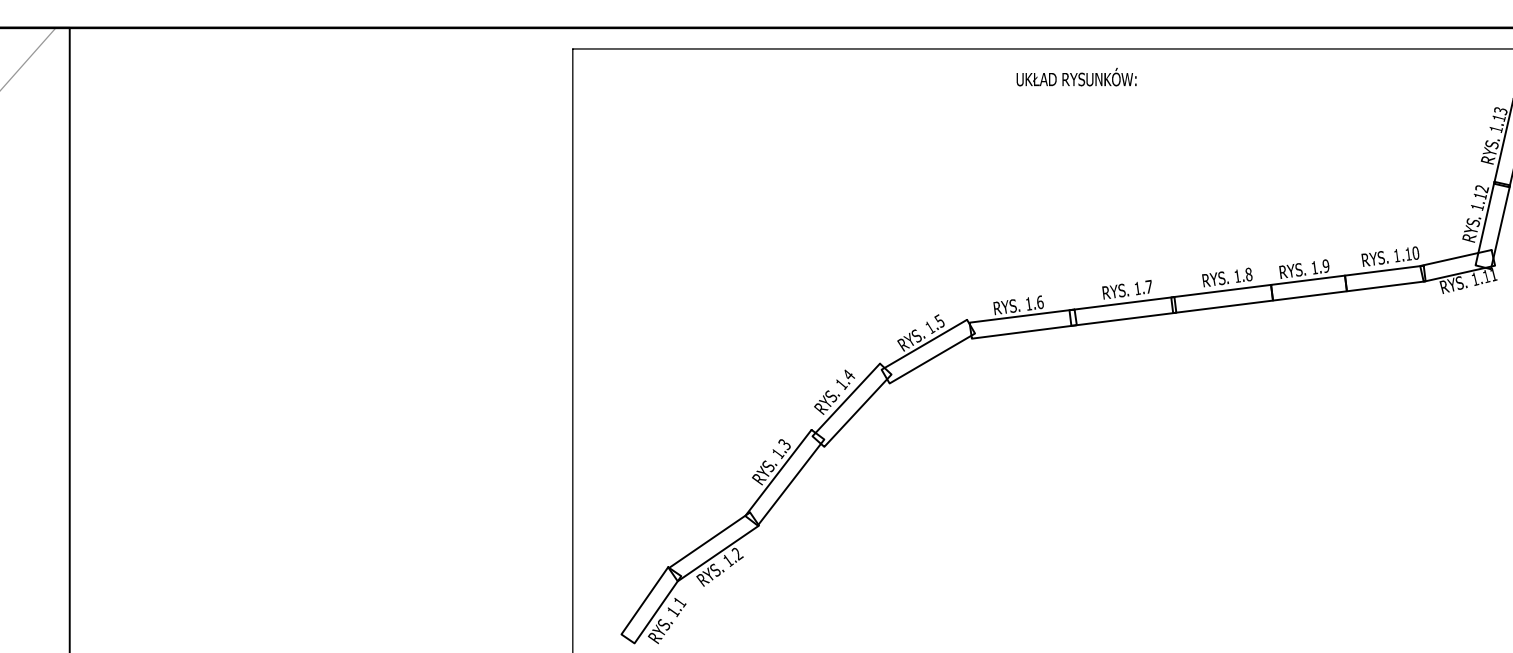 UKŁAD RYSUNKÓW:
RYS. 1.1
RYS. 1.2
RYS. 1.3
RYS. 1.4
RYS. 1.5
RYS. 1.6
RYS. 1.7
RYS. 1.8
RYS. 1.9
RYS. 1.10
RYS. 1.11
RYS. 1.12
RYS. 1.13